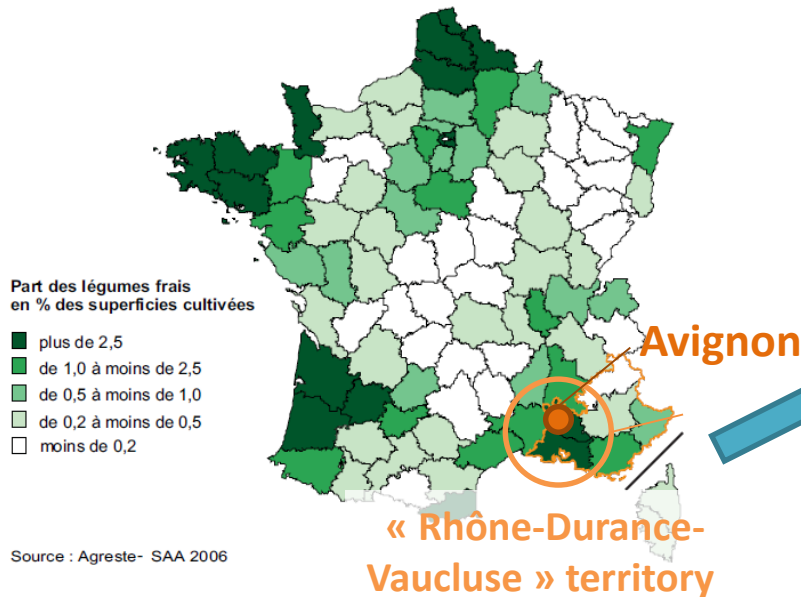 Part des légumes frais
en % des superficies cultivées
plus de 2,5
de 1,0 à moins de 2,5
de 0,5 à moins de 1,0
de 0,2 à moins de 0,5
moins de 0,2
Avignon
« Rhône-Durance-
Vaucluse » territory
Source : Agreste- SAA 2006